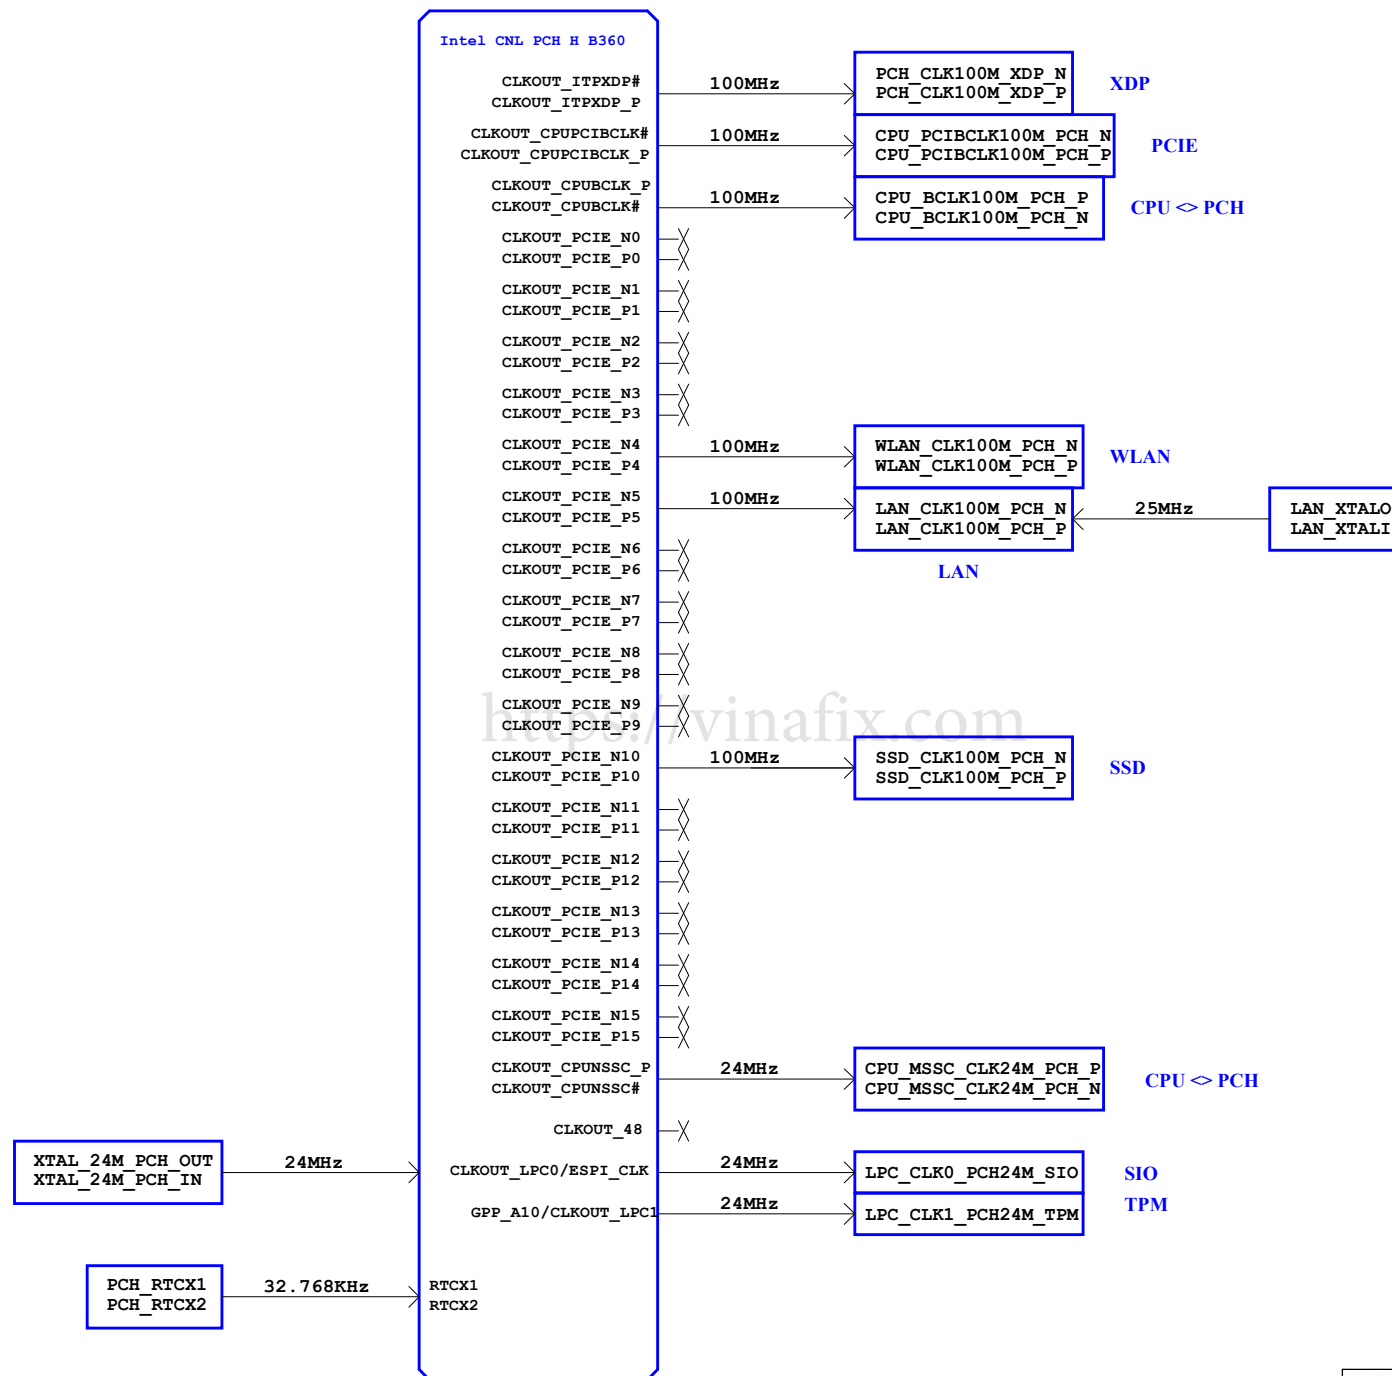 Intel CNL PCH H B360
CLKOUT_ITPXDP#
CLKOUT_ITPXDP_P
100MHz
PCH_CLK100M_XDP_N
PCH_CLK100M_XDP_P
XDP
CLKOUT_CPUPCIBCLK#
CLKOUT_CPUPCIBCLK_P
100MHz
CPU_PCIBCLK100M_PCH_N
CPU_PCIBCLK100M_PCH_P
PCIE
CLKOUT_CPUBCLK_P
CLKOUT_CPUBCLK#
100MHz
CPU_BCLK100M_PCH_P
CPU_BCLK100M_PCH_N
CPU <> PCH
CLKOUT_PCIE_N0
CLKOUT_PCIE_P0
CLKOUT_PCIE_N1
CLKOUT_PCIE_P1
CLKOUT_PCIE_N2
CLKOUT_PCIE_P2
CLKOUT_PCIE_N3
CLKOUT_PCIE_P3
CLKOUT_PCIE_N4
CLKOUT_PCIE_P4
100MHz
WLAN_CLK100M_PCH_N
WLAN_CLK100M_PCH_P
WLAN
CLKOUT_PCIE_N5
CLKOUT_PCIE_P5
100MHz
LAN_CLK100M_PCH_N
LAN_CLK100M_PCH_P
25MHz
LAN_XTALO
LAN_XTALI
LAN
CLKOUT_PCIE_N6
CLKOUT_PCIE_P6
CLKOUT_PCIE_N7
CLKOUT_PCIE_P7
CLKOUT_PCIE_N8
CLKOUT_PCIE_P8
CLKOUT_PCIE_N9
CLKOUT_PCIE_P9
https://vinafix.com
CLKOUT_PCIE_N10
CLKOUT_PCIE_P10
100MHz
SSD_CLK100M_PCH_N
SSD_CLK100M_PCH_P
SSD
CLKOUT_PCIE_N11
CLKOUT_PCIE_P11
CLKOUT_PCIE_N12
CLKOUT_PCIE_P12
CLKOUT_PCIE_N13
CLKOUT_PCIE_P13
CLKOUT_PCIE_N14
CLKOUT_PCIE_P14
CLKOUT_PCIE_N15
CLKOUT_PCIE_P15
CLKOUT_CPUNSSC_P
CLKOUT_CPUNSSC#
24MHz
CPU_MSSC_CLK24M_PCH_P
CPU_MSSC_CLK24M_PCH_N
CPU <> PCH
CLKOUT_48
XTAL_24M_PCH_OUT
XTAL_24M_PCH_IN
24MHz
CLKOUT_LPC0/ESPI_CLK
24MHz
LPC_CLK0_PCH24M_SIO
SIO
GPP_A10/CLKOUT_LPC1
24MHz
LPC_CLK1_PCH24M_TPM
TPM
PCH_RTCX1
PCH_RTCX2
32.768KHz
RTCX1
RTCX2